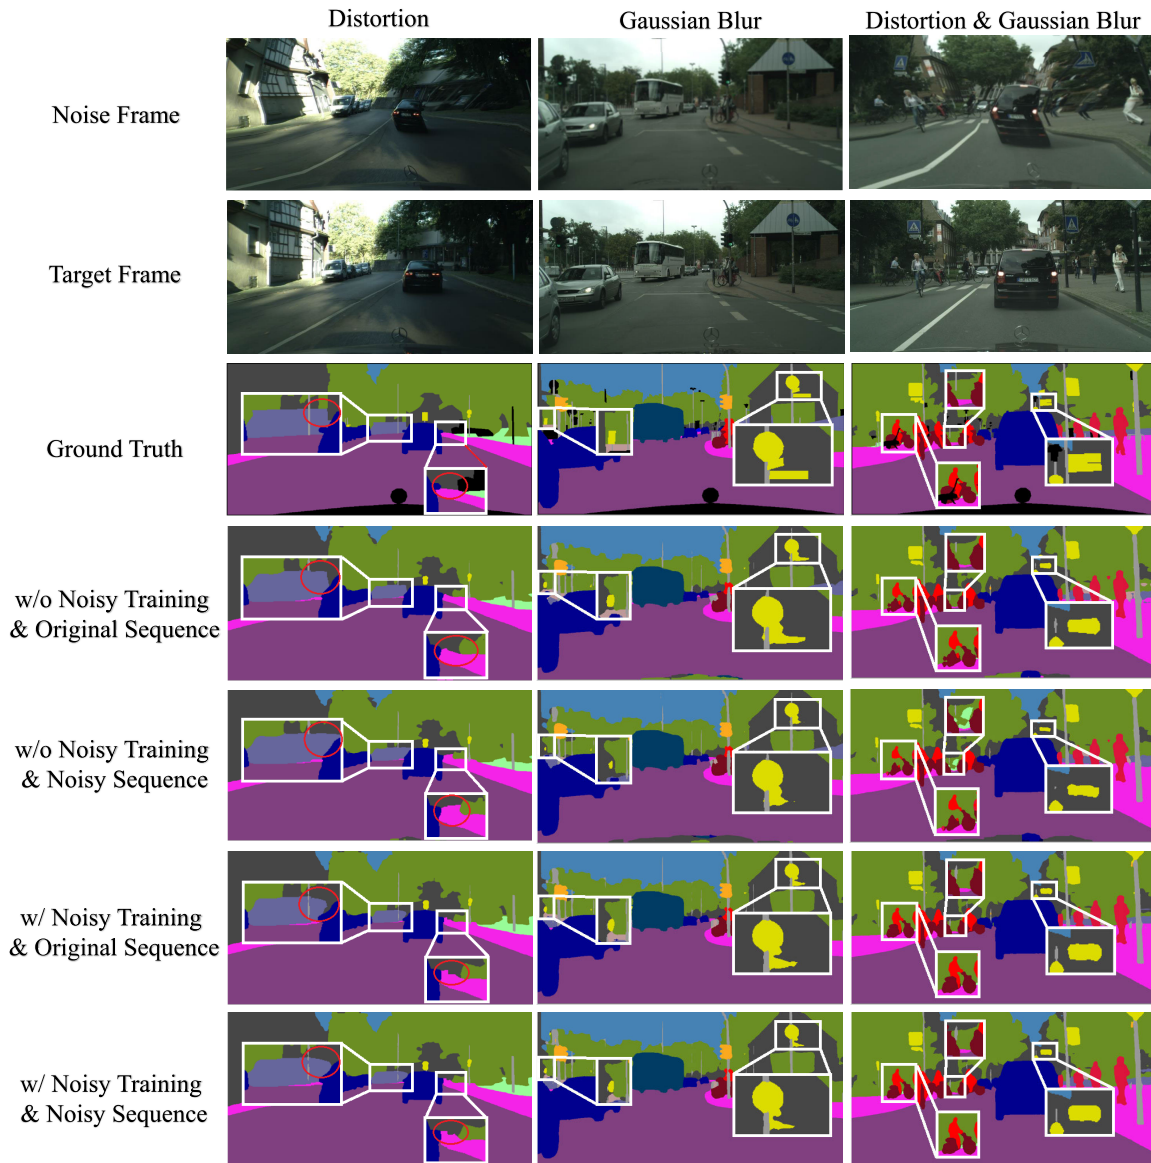 Distortion Gaussian Blur Distortion & Gaussian Blur
Noise Frame
Target Frame
Ground Truth
w/o Noisy Training
& Original Sequence
w/o Noisy Training
& Noisy Sequence
w/ Noisy Training
& Original Sequence
w/ Noisy Training
& Noisy Sequence